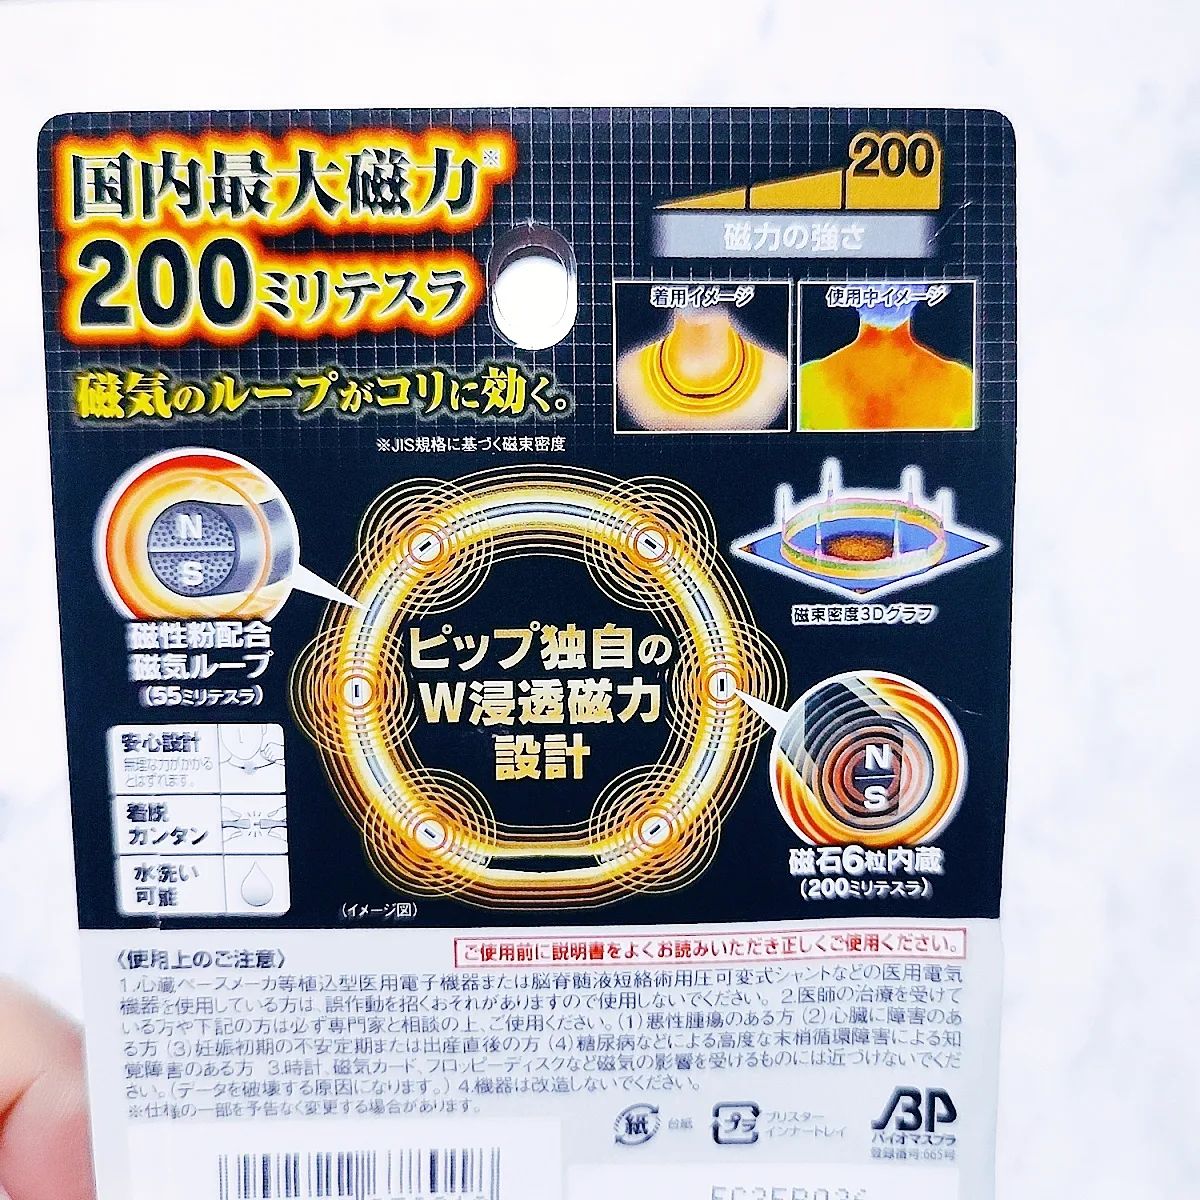 国内最大磁力※
200ミリテスラ
磁気のループがコリに効く。
※JIS規格に基づく磁束密度
200
磁力の強さ
着用イメージ
使用中イメージ
N
S
磁性粉配合
磁気ループ
(55ミリテスラ)
磁束密度3Dグラフ
ピップ独自の
W浸透磁力
設計
N
S
磁石6粒内蔵
(200ミリテスラ)
安心設計
無理な力がかかる
とはずれます。
着脱
カンタン
水洗い
可能
(イメージ図)
〈使用上のご注意〉
ご使用前に説明書をよくお読みいただき正しくご使用ください。
1.心臓ペースメーカ等植込型医用電子機器または脳脊髄液短絡術用圧可変式シャントなどの医用電気
機器を使用している方は、誤作動を招くおそれがありますので使用しないでください。2.医師の治療を受けて
いる方や下記の方は必ず専門家と相談の上、ご使用ください。(1)悪性腫瘍のある方 (2)心臓に障害のあ
る方 (3)妊娠初期の不安定期または出産直後の方 (4)糖尿病などによる高度な末梢循環障害による知
覚障害のある方 3.時計、磁気カード、フロッピーディスクなど磁気の影響を受けるものには近づけないでくだ
さい。(データを破壊する原因になります。) 4.機器は改造しないでください。
※仕様の一部を予告なく変更する場合があります。
紙
台紙
プラ
ブリスター
インナートレイ
BP
バイオマスプラ
登録番号:665号